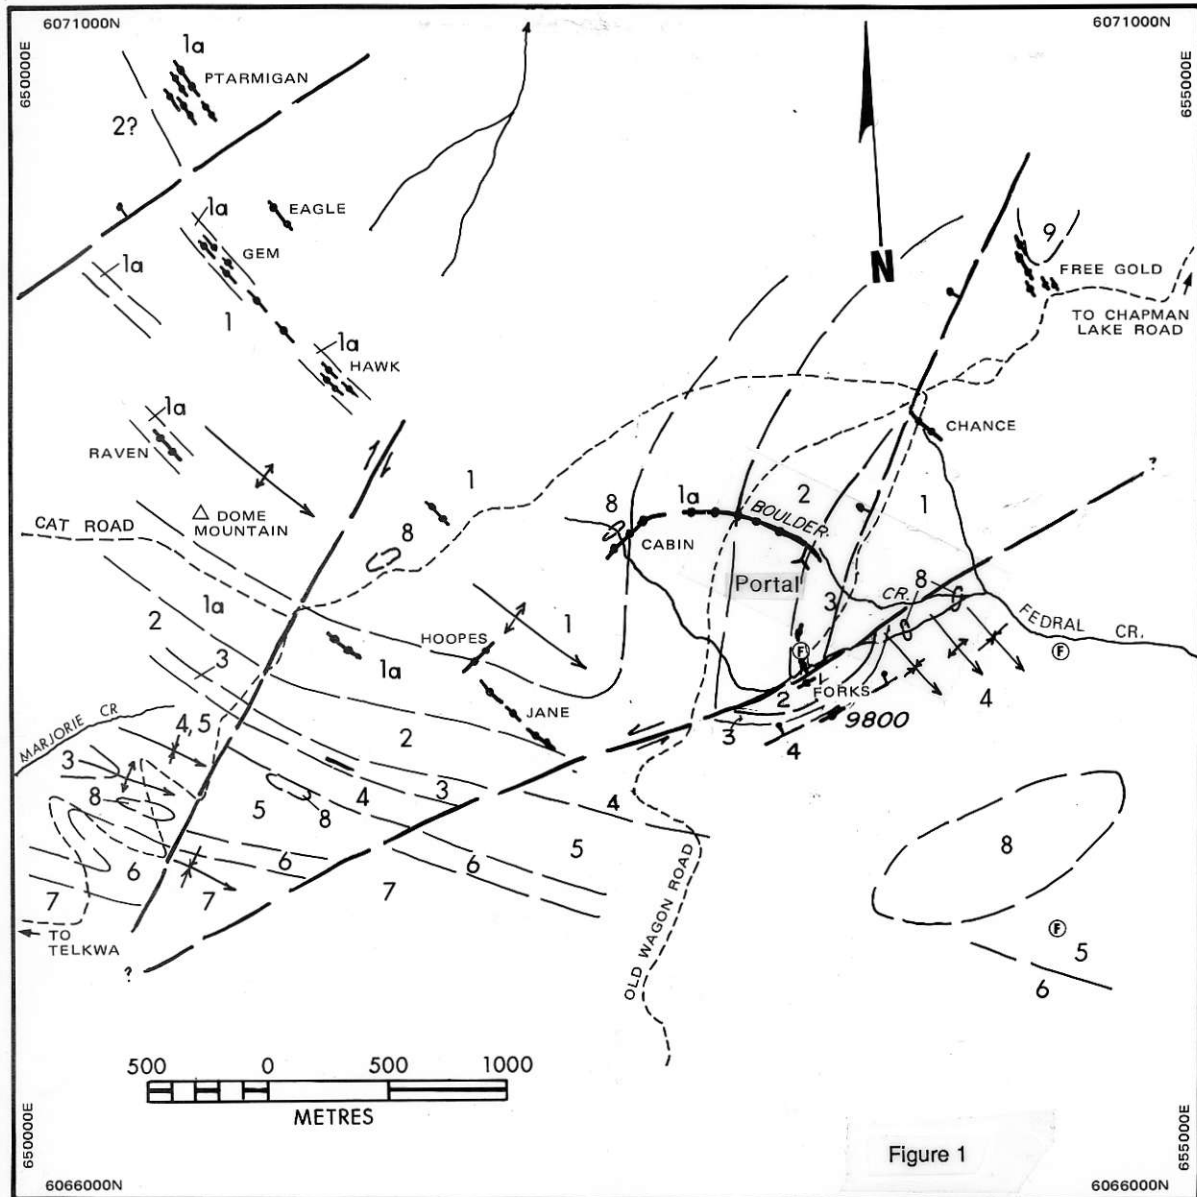 6071000N
6071000N
650000E
655000E
1a
PTARMIGAN
2?
1a
EAGLE
GEM
1a
1
1a
HAWK
1a
RAVEN
N
9
FREE GOLD
TO CHAPMAN
LAKE ROAD
CHANCE
1
8
1a
2
BOULDER
1
CABIN
CAT ROAD
DOME
MOUNTAIN
8
Portal
8
CR.
3
FEDRAL CR.
F
1a
2
3
HOOPES
1
1a
F
FORKS
2
9800
4
3
4
JANE
2
MARJORIE CR
4,5
3
8
5
8
4
3
4
5
6
6
6
7
7
7
8
F
5
6
TO
TELKWA
?
?
OLD WAGON ROAD
500
0
500
1000
METRES
Figure 1
650000E
655000E
6066000N
6066000N